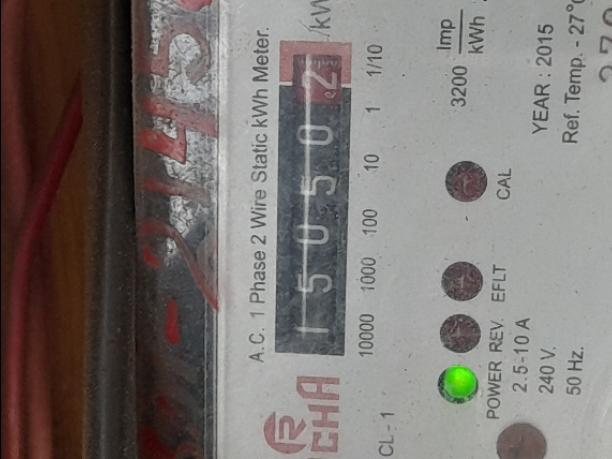 A.C. 1 Phase 2 Wire Static kWh Meter.
1 5 0 5 0 2
10000 1000 100 10 1 1/10
CL - 1
3200 Imp/kWh
CAL
EFLT
REV.
POWER
2.5-10 A
240 V.
50 Hz.
YEAR : 2015
Ref. Temp. - 27°